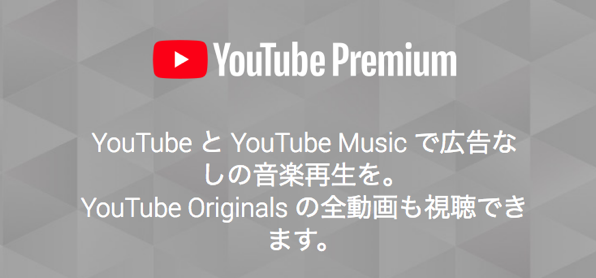 YouTube Premium
YouTube と YouTube Music で広告な
しの音楽再生を。
YouTube Originals の全動画も視聴でき
ます。